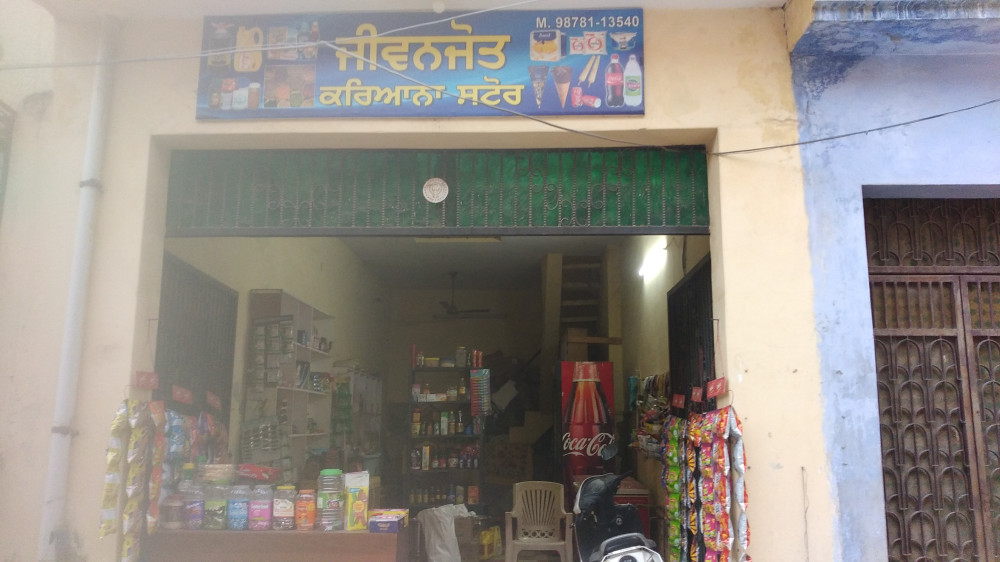 M. 98781-13540
ਜੀਵਨਜੋਤ
ਕਰਿਆਨਾ ਸਟੋਰ
Coca-Cola